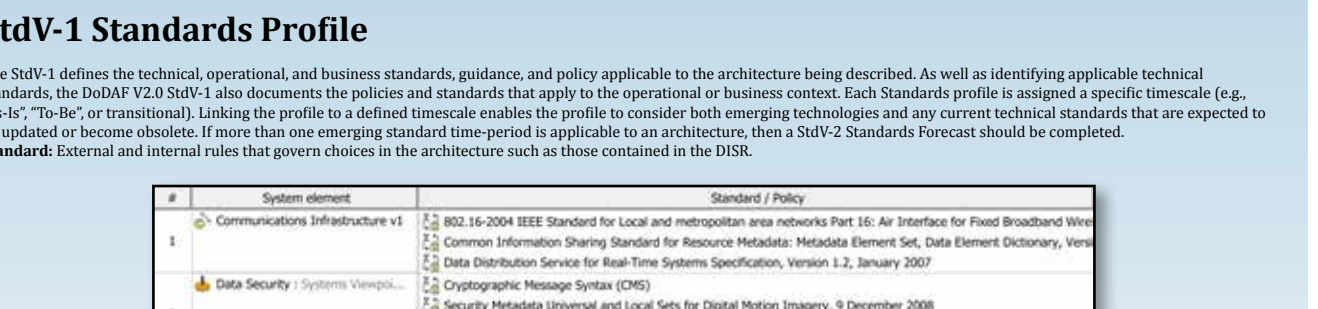 tdV-1 Standards Profile
e StdV-1 defines the technical, operational, and business standards, guidance, and policy applicable to the architecture being described. As well as identifying applicable technical
andards, the DoDAF V2.0 StdV-1 also documents the policies and standards that apply to the operational or business context. Each Standards profile is assigned a specific timescale (e.g.,
s-Is", "To-Be", or transitional). Linking the profile to a defined timescale enables the profile to consider both emerging technologies and any current technical standards that are expected to
updated or become obsolete. If more than one emerging standard time-period is applicable to an architecture, then a StdV-2 Standards Forecast should be completed.
andard: External and internal rules that govern choices in the architecture such as those contained in the DISR.
# System element Standard / Policy
Communications Infrastructure v1 802.16-2004 IEEE Standard for Local and metropolitan area networks Part 16: Air Interface for Fixed Broadband Wire
1 Common Information Sharing Standard for Resource Metadata: Metadata Element Set, Data Element Dictionary, Versi
Data Distribution Service for Real-Time Systems Specification, Version 1.2, January 2007
Data Security : Systems Viewpoi... Cryptographic Message Syntax (CMS)
Security Metadata Universal and Local Sets for Digital Motion Imagery, 9 December 2008